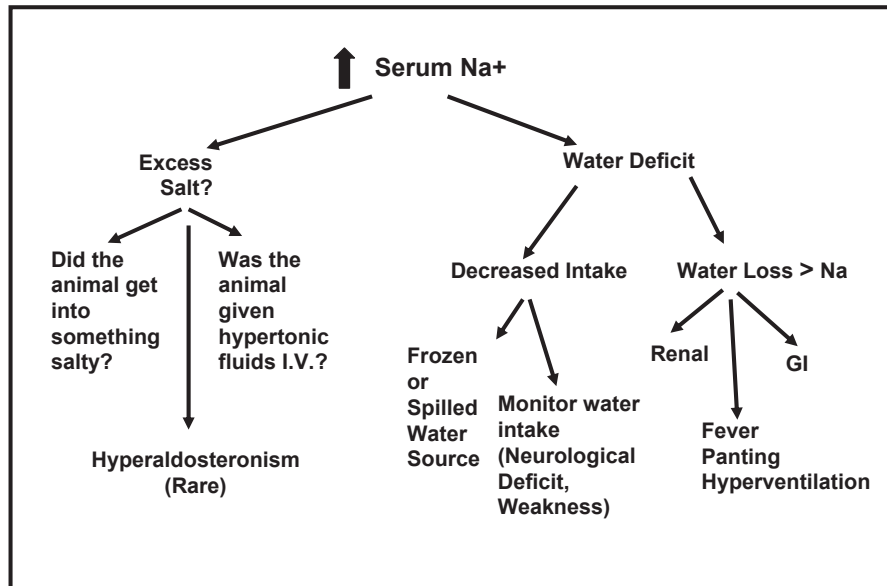 Serum Na+
Excess
Salt?
Water Deficit
Did the
animal get
into
something
salty?
Was the
animal
given
hypertonic
fluids I.V.?
Hyperaldosteronism
(Rare)
Decreased Intake
Water Loss > Na
Frozen
or
Spilled
Water
Source
Monitor water
intake
(Neurological
Deficit,
Weakness)
Renal
GI
Fever
Panting
Hyperventilation